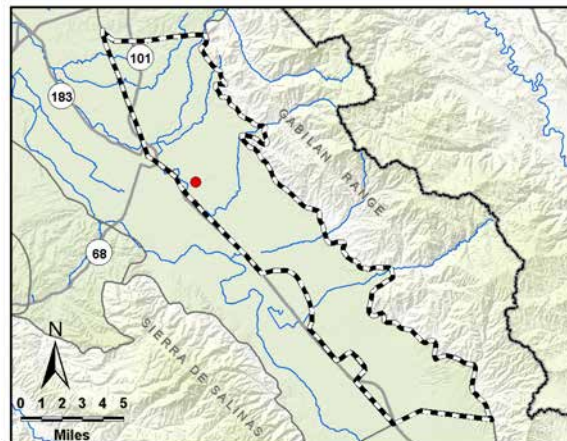 101
183
GABILAN RANGE
68
SIERRA DE SALINAS
N
0 1 2 3 4 5
Miles